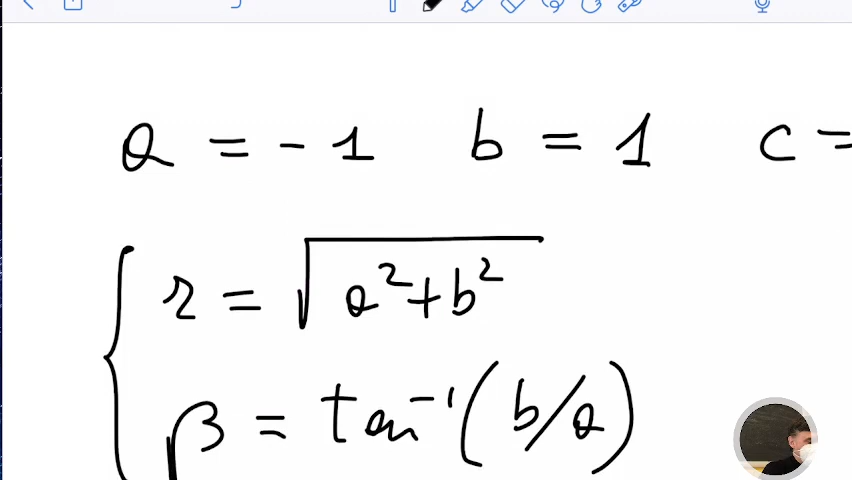 a = - 1 b = 1 c =
r = √a²+b²
β = tan⁻¹(b/a)